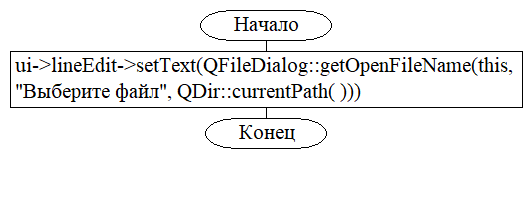 Начало
ui->lineEdit->setText(QFileDialog::getOpenFileName(this,
"Выберите файл", QDir::currentPath( )))
Конец